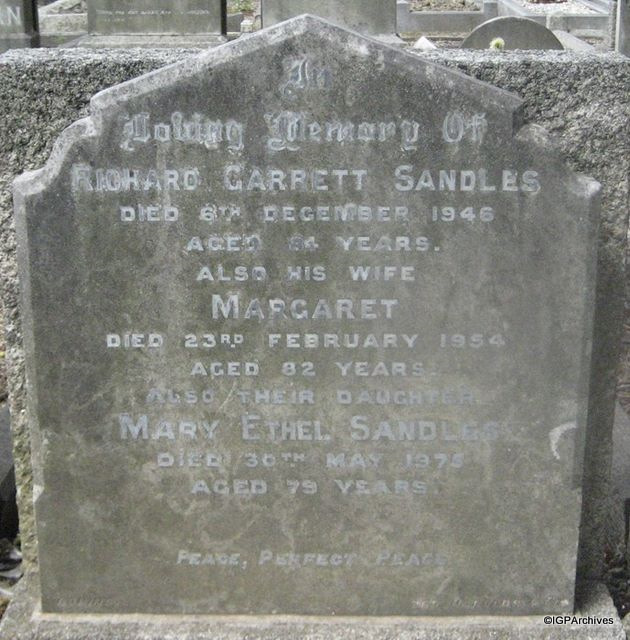 In
Loving Memory Of
RICHARD GARRETT SANDLES
DIED 6TH DECEMBER 1946
AGED 84 YEARS.
ALSO HIS WIFE
MARGARET
DIED 23RD FEBRUARY 1954
AGED 82 YEARS.
ALSO THEIR DAUGHTER
MARY ETHEL SANDLES
DIED 30TH MAY 1975
AGED 79 YEARS.
PEACE, PERFECT PEACE
©IGPArchives